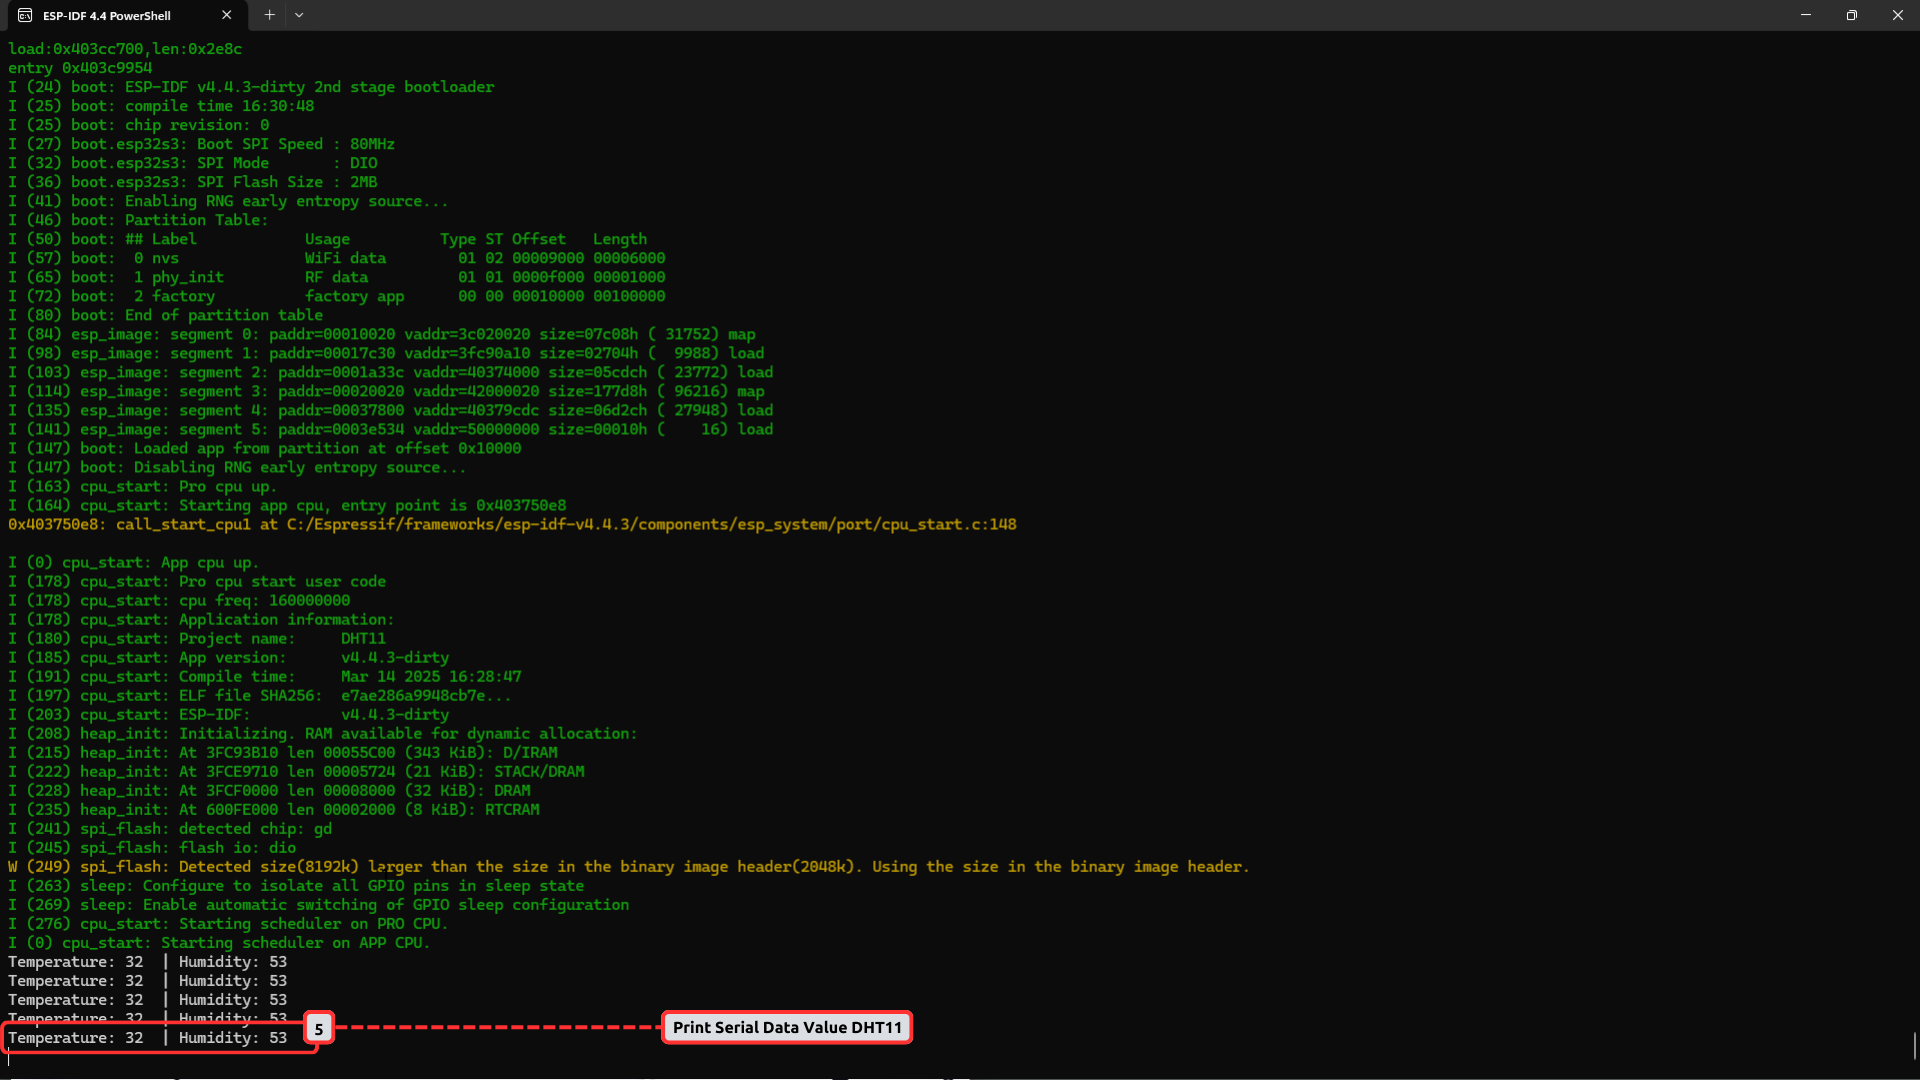 ESP-IDF 4.4 PowerShell
load:0x403cc700,len:0x2e8c
entry 0x403c9954
I (24) boot: ESP-IDF v4.4.3-dirty 2nd stage bootloader
I (25) boot: compile time 16:30:48
I (25) boot: chip revision: 0
I (27) boot.esp32s3: Boot SPI Speed : 80MHz
I (32) boot.esp32s3: SPI Mode       : DIO
I (36) boot.esp32s3: SPI Flash Size : 2MB
I (41) boot: Enabling RNG early entropy source...
I (46) boot: Partition Table:
I (50) boot: ## Label            Usage          Type ST Offset   Length
I (57) boot:  0 nvs              WiFi data        01 02 00009000 00006000
I (65) boot:  1 phy_init         RF data          01 01 0000f000 00001000
I (72) boot:  2 factory          factory app      00 00 00010000 00100000
I (80) boot: End of partition table
I (84) esp_image: segment 0: paddr=00010020 vaddr=3c020020 size=07c08h ( 31752) map
I (98) esp_image: segment 1: paddr=00017c30 vaddr=3fc90a10 size=02704h (  9988) load
I (103) esp_image: segment 2: paddr=0001a33c vaddr=40374000 size=05cdch ( 23772) load
I (114) esp_image: segment 3: paddr=00020020 vaddr=42000020 size=177d8h ( 96216) map
I (135) esp_image: segment 4: paddr=00037800 vaddr=40379cdc size=06d2ch ( 27948) load
I (141) esp_image: segment 5: paddr=0003e534 vaddr=50000000 size=00010h (    16) load
I (147) boot: Loaded app from partition at offset 0x10000
I (147) boot: Disabling RNG early entropy source...
I (163) cpu_start: Pro cpu up.
I (164) cpu_start: Starting app cpu, entry point is 0x403750e8
0x403750e8: call_start_cpu1 at C:/Espressif/frameworks/esp-idf-v4.4.3/components/esp_system/port/cpu_start.c:148
I (0) cpu_start: App cpu up.
I (178) cpu_start: Pro cpu start user code
I (178) cpu_start: cpu freq: 160000000
I (178) cpu_start: Application information:
I (180) cpu_start: Project name:     DHT11
I (185) cpu_start: App version:      v4.4.3-dirty
I (191) cpu_start: Compile time:     Mar 14 2025 16:28:47
I (197) cpu_start: ELF file SHA256:  e7ae286a9948cb7e...
I (203) cpu_start: ESP-IDF:          v4.4.3-dirty
I (208) heap_init: Initializing. RAM available for dynamic allocation:
I (215) heap_init: At 3FC93B10 len 00055C00 (343 KiB): D/IRAM
I (222) heap_init: At 3FCE9710 len 00005724 (21 KiB): STACK/DRAM
I (228) heap_init: At 3FCF0000 len 00008000 (32 KiB): DRAM
I (235) heap_init: At 600FE000 len 00002000 (8 KiB): RTCRAM
I (241) spi_flash: detected chip: gd
I (245) spi_flash: flash io: dio
W (249) spi_flash: Detected size(8192k) larger than the size in the binary image header(2048k). Using the size in the binary image header.
I (263) sleep: Configure to isolate all GPIO pins in sleep state
I (269) sleep: Enable automatic switching of GPIO sleep configuration
I (276) cpu_start: Starting scheduler on PRO CPU.
I (0) cpu_start: Starting scheduler on APP CPU.
Temperature: 32  | Humidity: 53
Temperature: 32  | Humidity: 53
Temperature: 32  | Humidity: 53
Temperature: 32  | Humidity: 53
Temperature: 32  | Humidity: 53
5
Print Serial Data Value DHT11